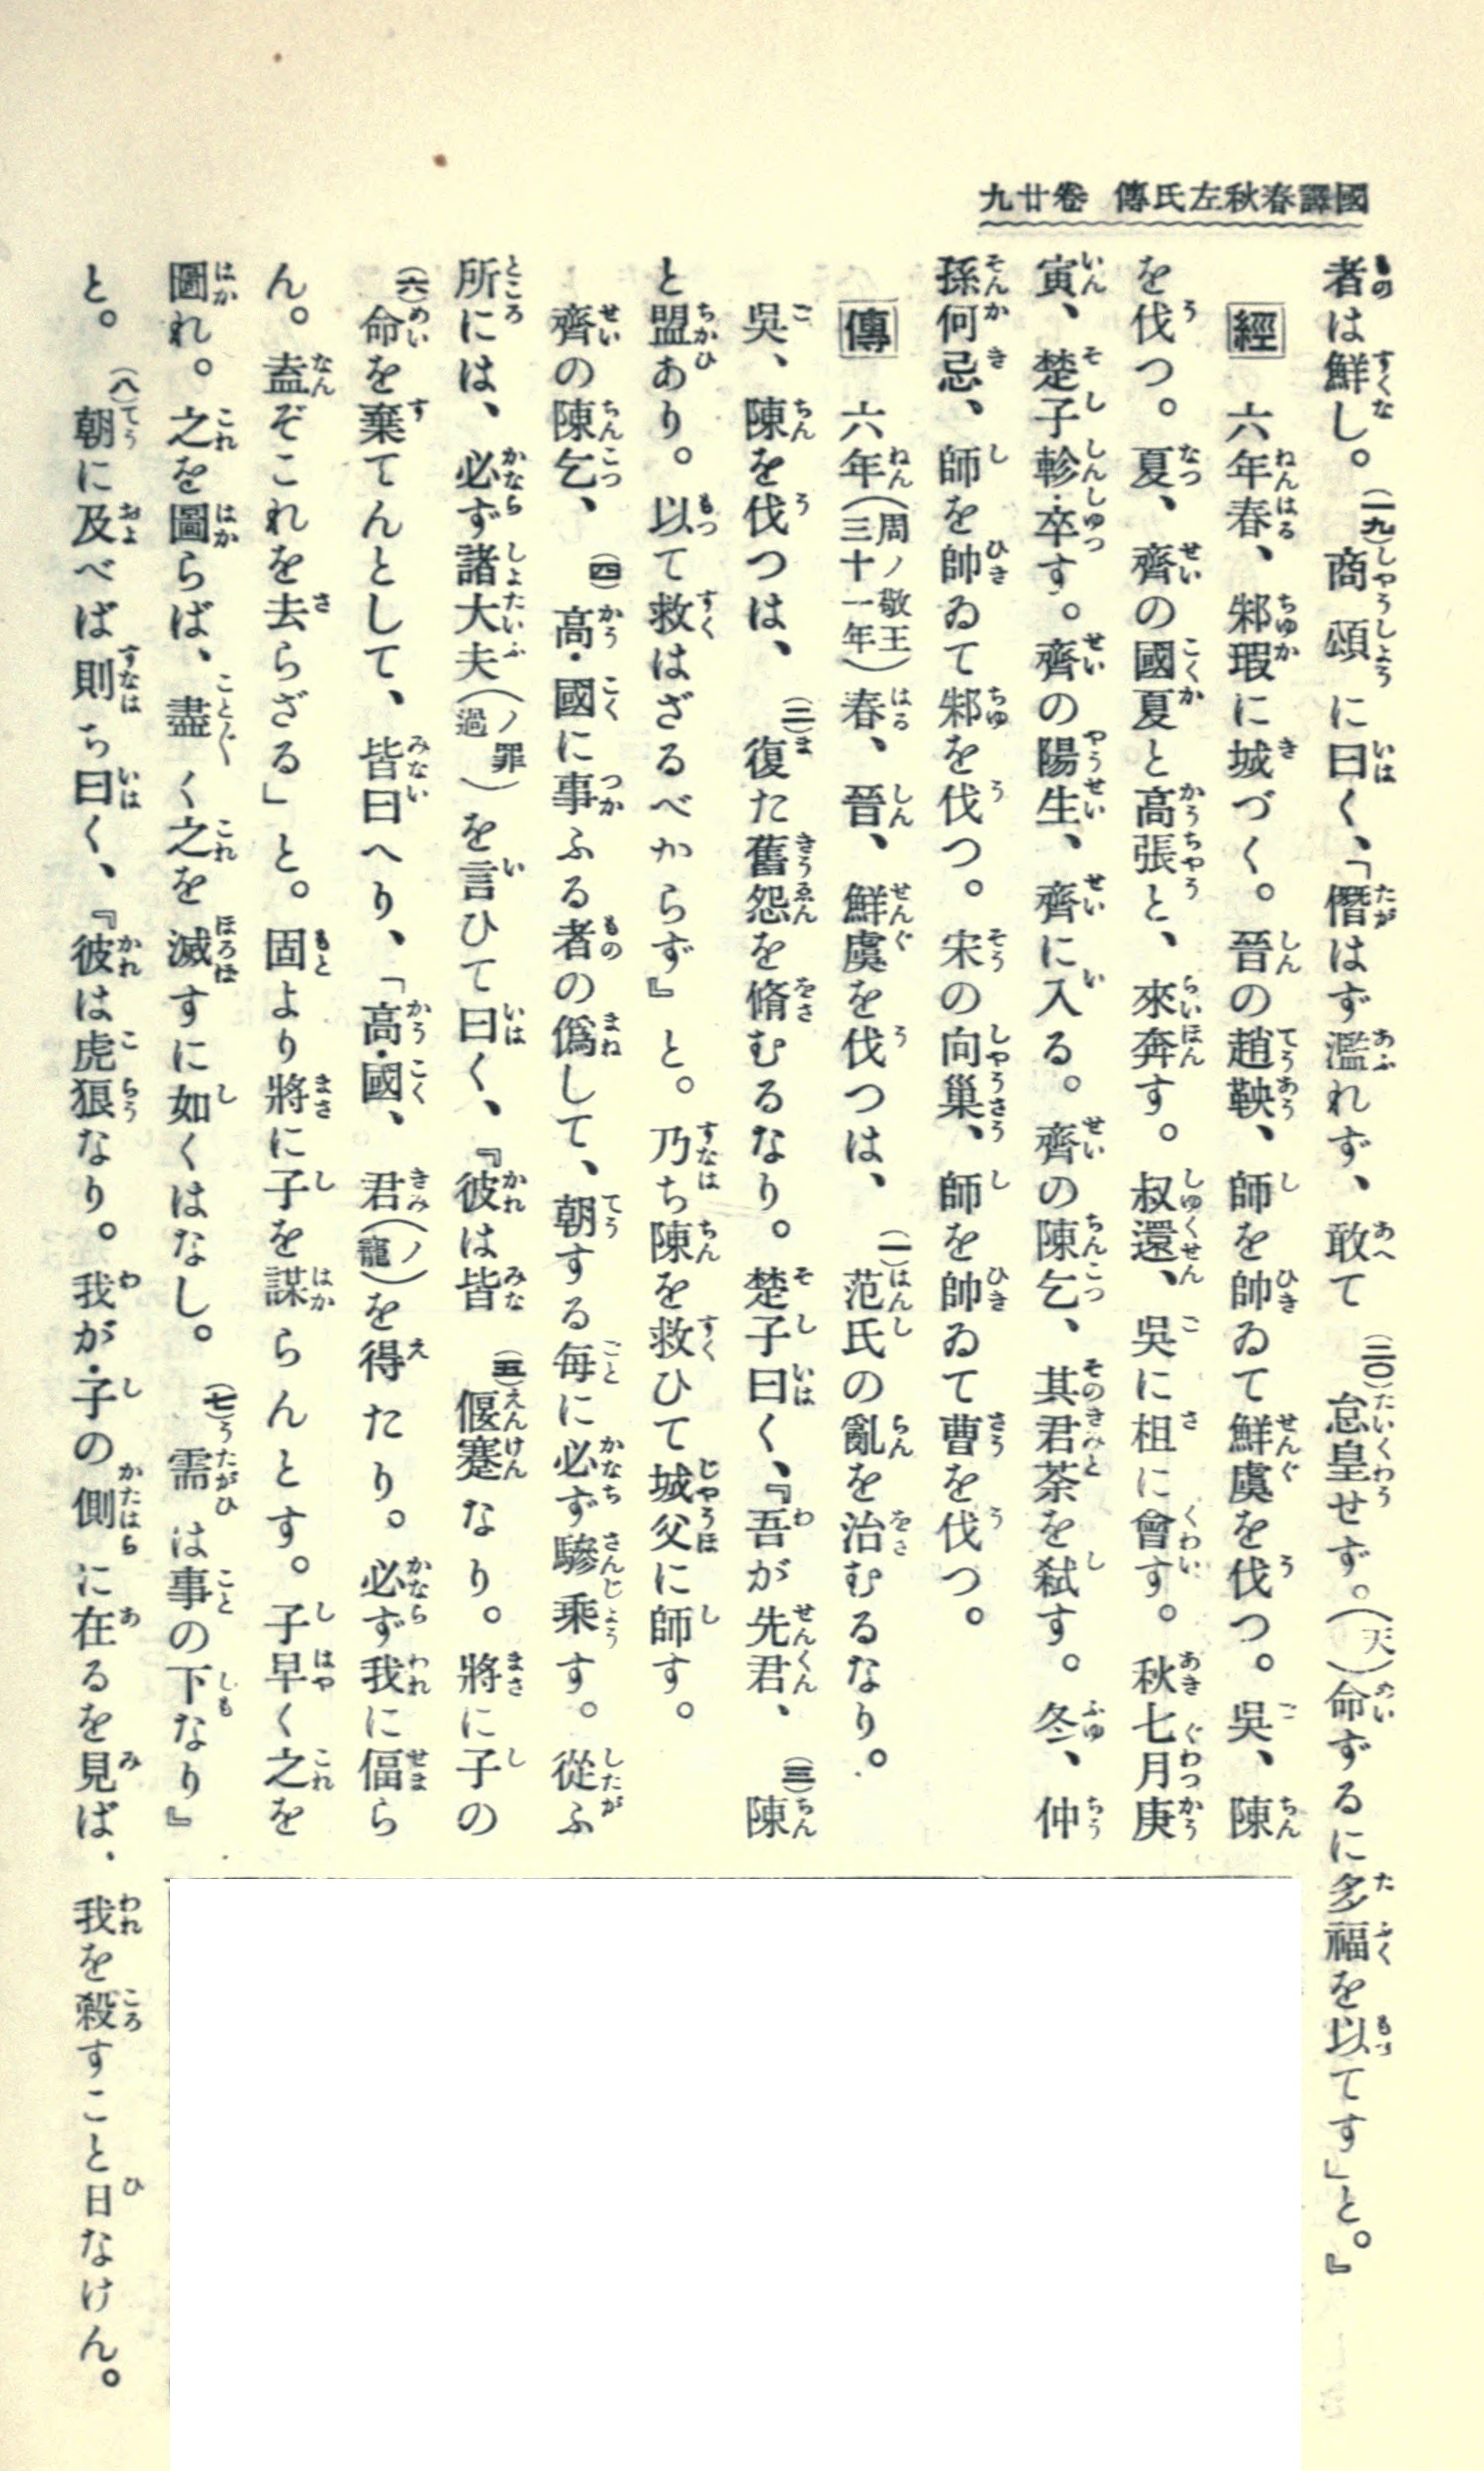 國譯春秋左氏傳 卷廿九
者は鮮し。(一九)商頌に曰く、「僭はず濫れず、敢て(二〇)怠皇せず。(天)命ずるに多福を以てす」と。』
經 六年春、邾瑕に城づく。晉の趙鞅、師を帥ゐて鮮虞を伐つ。吳、陳
を伐つ。夏、齊の國夏と高張と、來奔す。叔還、吳に柤に會す。秋七月庚
寅、楚子軫・卒す。齊の陽生、齊に入る。齊の陳乞、其君荼を弑す。冬、仲
孫何忌、師を帥ゐて邾を伐つ。宋の向巢、師を帥ゐて曹を伐つ。
傳 六年(周ノ敬王三十一年)春、晉、鮮虞を伐つは、(一)范氏の亂を治むるなり。
吳、陳を伐つは、(二)復た舊怨を脩むるなり。楚子曰く、『吾が先君、(三)陳
と盟あり。以て救はざるべからず』と。乃ち陳を救ひて城父に師す。
齊の陳乞、(四)高・國に事ふる者の僞して、朝する每に必ず驂乘す。從ふ
所には、必ず諸大夫(ノ罪過)を言ひて曰く、『彼は皆(五)偃蹇なり。將に子の
(六)命を棄てんとして、皆曰へり、「高・國、君(ノ寵)を得たり。必ず我に偪ら
ん。盍ぞこれを去らざる」と。固より將に子を謀らんとす。子早く之を
圖れ。之を圖らば、盡く之を滅すに如くはなし。(七)需は事の下なり』
と。(八)朝に及べば則ち曰く、『彼は虎狼なり。我が・子の側に在るを見ば、我を殺すこと日なけん。